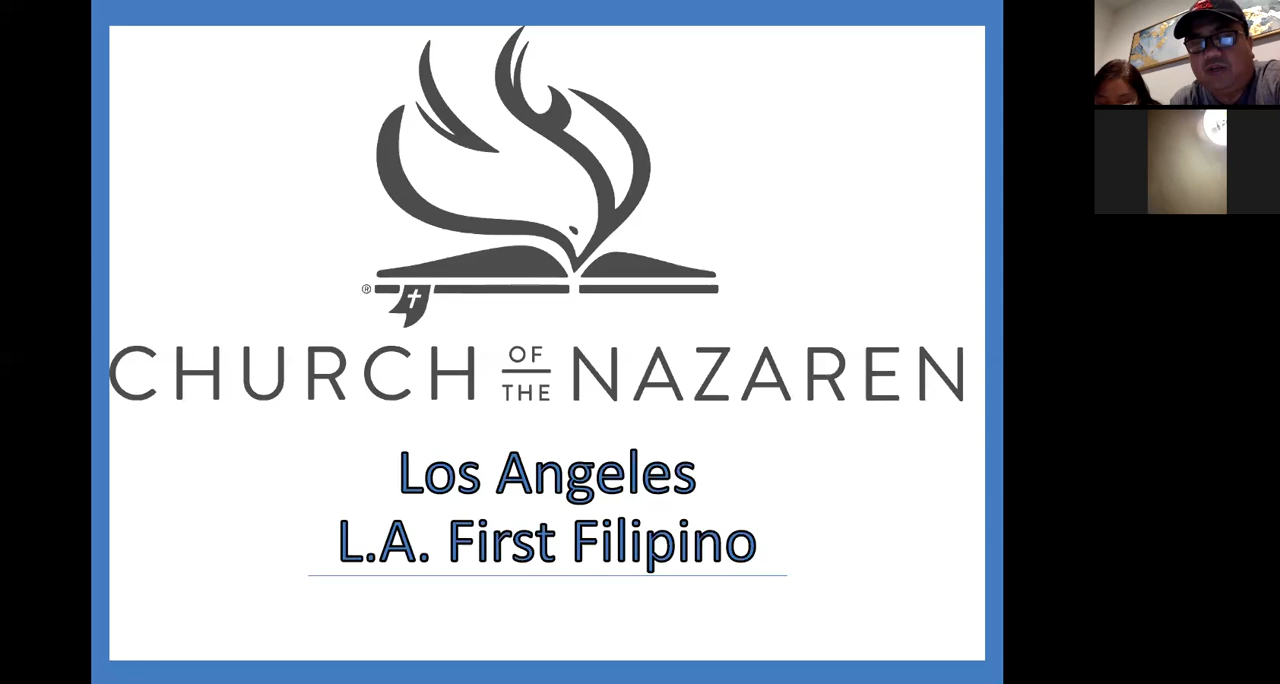 ®
CHURCH OF THE NAZAREN
Los Angeles
L.A. First Filipino